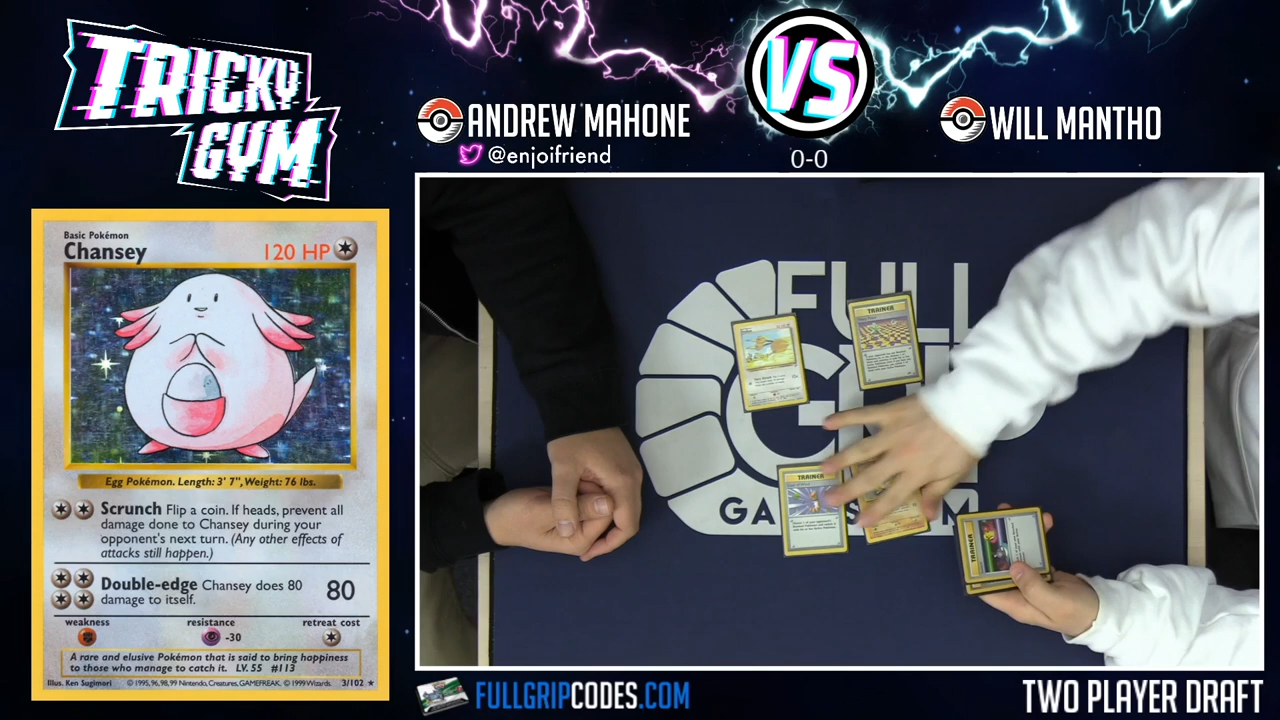 TRICKY
GYM
VS
ANDREW MAHONE
@enjoifriend
0-0
WILL MANTHO
Basic Pokémon
Chansey
120 HP
Egg Pokémon. Length: 3' 7", Weight: 76 lbs.
Scrunch Flip a coin. If heads, prevent all
damage done to Chansey during your
opponent's next turn. (Any other effects of
attacks still happen.)
Double-edge Chansey does 80
damage to itself.
80
weakness
resistance
retreat cost
-30
A rare and elusive Pokémon that is said to bring happiness
to those who manage to catch it. LV. 55 #113
Illus. Ken Sugimori ©1995, 96, 98, 99 Nintendo, Creatures, GAMEFREAK. ©1999 Wizards. 3/102
FULL
GA
M
TRAINER
TRAINER
TRAINER
FULLGRIPCODES.COM
TWO PLAYER DRAFT